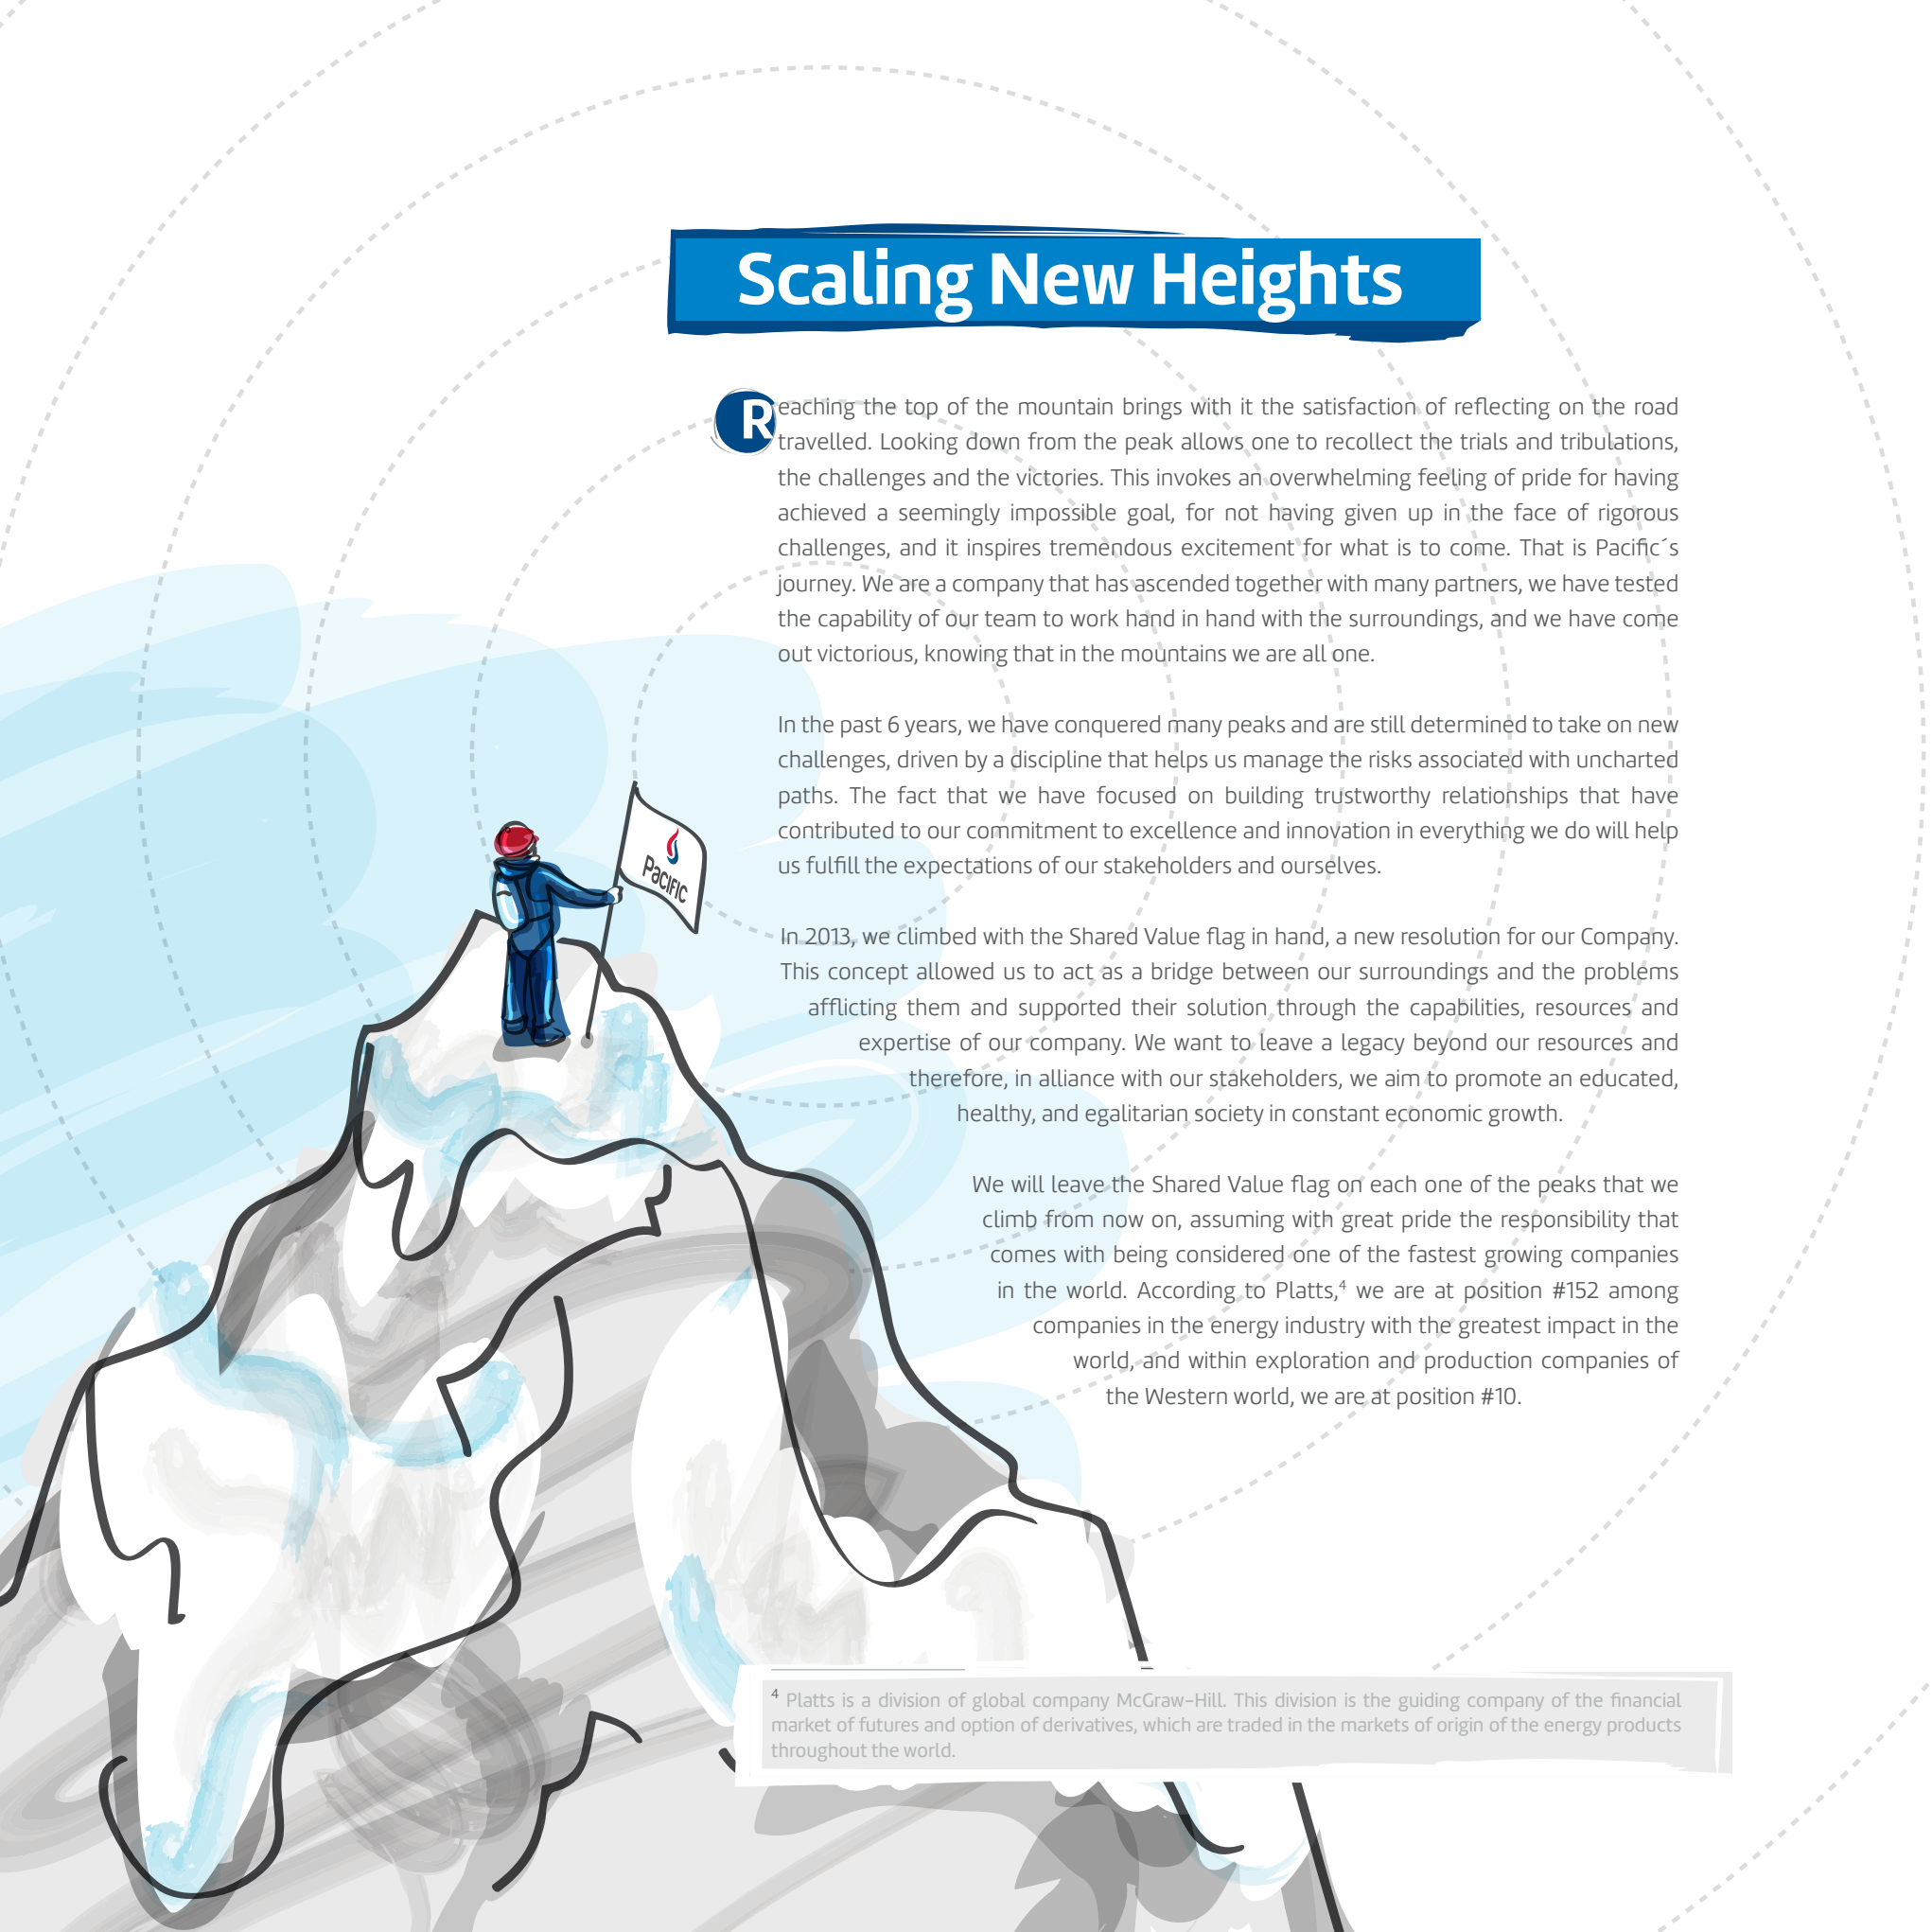 Scaling New Heights
Reaching the top of the mountain brings with it the satisfaction of reflecting on the road
travelled. Looking down from the peak allows one to recollect the trials and tribulations,
the challenges and the victories. This invokes an overwhelming feeling of pride for having
achieved a seemingly impossible goal, for not having given up in the face of rigorous
challenges, and it inspires tremendous excitement for what is to come. That is Pacific´s
journey. We are a company that has ascended together with many partners, we have tested
the capability of our team to work hand in hand with the surroundings, and we have come
out victorious, knowing that in the mountains we are all one.
In the past 6 years, we have conquered many peaks and are still determined to take on new
challenges, driven by a discipline that helps us manage the risks associated with uncharted
paths. The fact that we have focused on building trustworthy relationships that have
contributed to our commitment to excellence and innovation in everything we do will help
us fulfill the expectations of our stakeholders and ourselves.
Pacific
In 2013, we climbed with the Shared Value flag in hand, a new resolution for our Company.
This concept allowed us to act as a bridge between our surroundings and the problems
afflicting them and supported their solution through the capabilities, resources and
expertise of our company. We want to leave a legacy beyond our resources and
therefore, in alliance with our stakeholders, we aim to promote an educated,
healthy, and egalitarian society in constant economic growth.
We will leave the Shared Value flag on each one of the peaks that we
climb from now on, assuming with great pride the responsibility that
comes with being considered one of the fastest growing companies
in the world. According to Platts,⁴ we are at position #152 among
companies in the energy industry with the greatest impact in the
world, and within exploration and production companies of
the Western world, we are at position #10.
⁴ Platts is a division of global company McGraw-Hill. This division is the guiding company of the financial
market of futures and option of derivatives, which are traded in the markets of origin of the energy products
throughout the world.